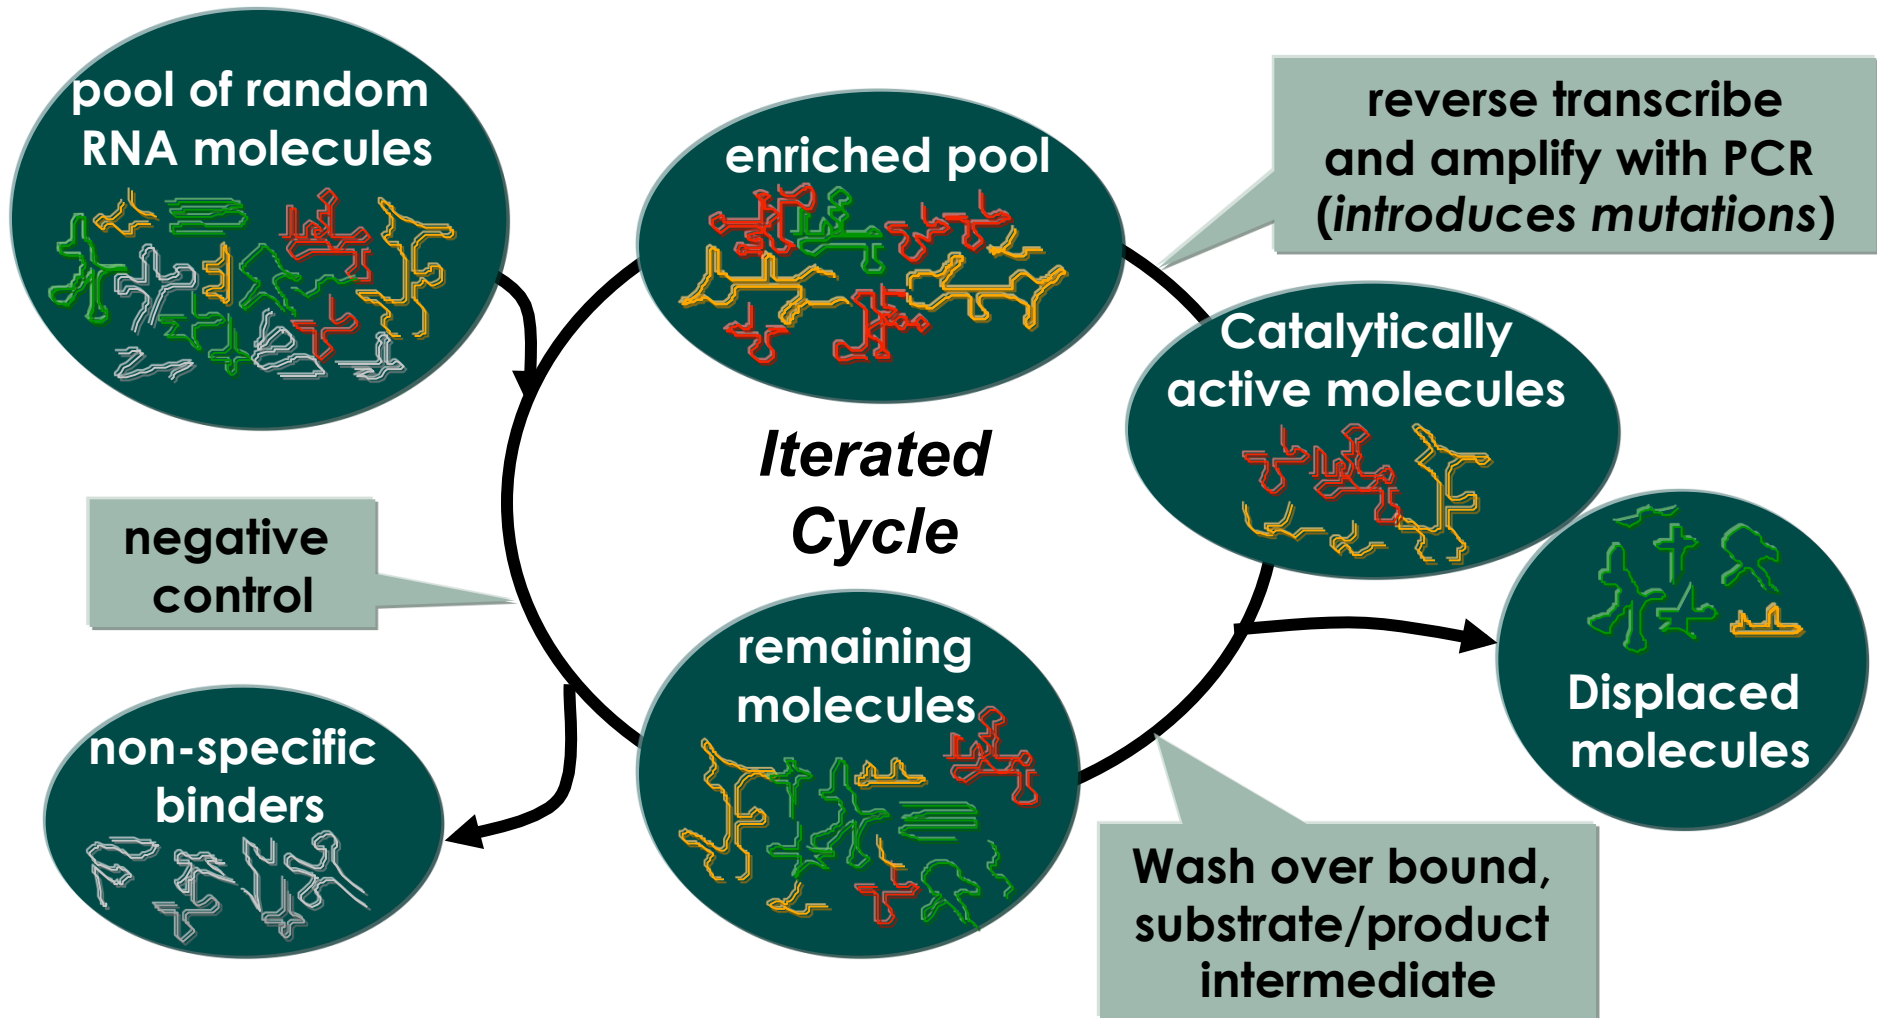 pool of random
RNA molecules
enriched pool
reverse transcribe
and amplify with PCR
(introduces mutations)
Catalytically
active molecules
Iterated
Cycle
negative
control
remaining
molecules
Displaced
molecules
non-specific
binders
Wash over bound,
substrate/product
intermediate